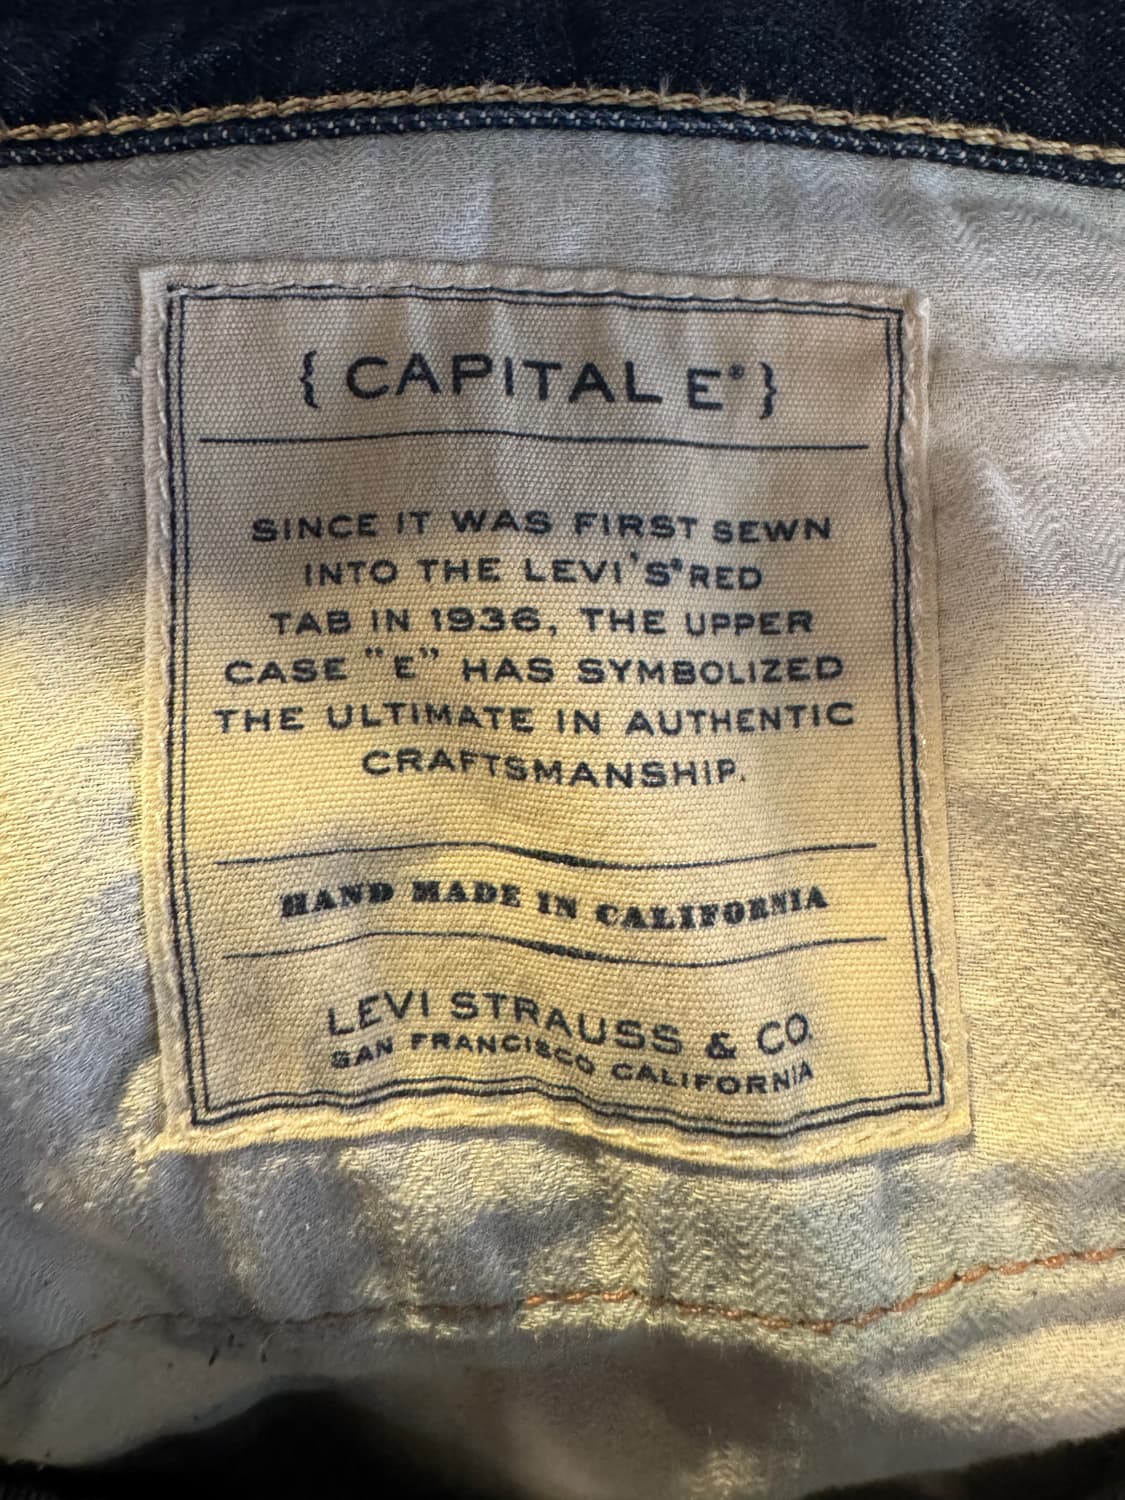 { CAPITAL E® }
SINCE IT WAS FIRST SEWN
INTO THE LEVI'S® RED
TAB IN 1936, THE UPPER
CASE "E" HAS SYMBOLIZED
THE ULTIMATE IN AUTHENTIC
CRAFTSMANSHIP.
HAND MADE IN CALIFORNIA
LEVI STRAUSS & CO.
SAN FRANCISCO CALIFORNIA